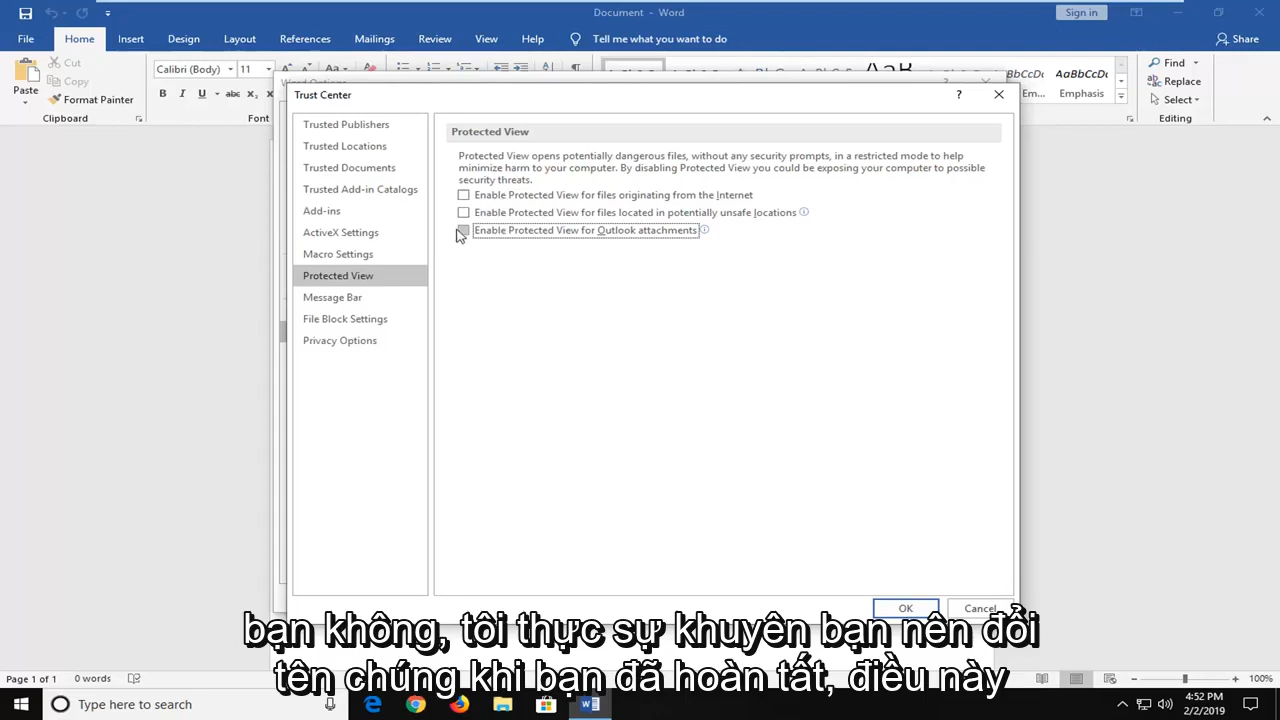 Document - Word
Sign in
File Home Insert Design Layout References Mailings Review View Help Tell me what you want to do Share
Paste
Cut
Copy
Format Painter
Clipboard
Calibri (Body) 11
B I U abc X₂
Font
AaBbCcDc
Emphasis
Find
Replace
Select
Editing
Word Options
Trust Center
Trusted Publishers
Trusted Locations
Trusted Documents
Trusted Add-in Catalogs
Add-ins
ActiveX Settings
Macro Settings
Protected View
Message Bar
File Block Settings
Privacy Options
Protected View
Protected View opens potentially dangerous files, without any security prompts, in a restricted mode to help
minimize harm to your computer. By disabling Protected View you could be exposing your computer to possible
security threats.
Enable Protected View for files originating from the Internet
Enable Protected View for files located in potentially unsafe locations
Enable Protected View for Outlook attachments
OK Cancel
bạn không, tôi thực sự khuyên bạn nên đổi
tên chúng khi bạn đã hoàn tất, điều này
Page 1 of 1 0 words
100%
Type here to search
4:52 PM
2/2/2019